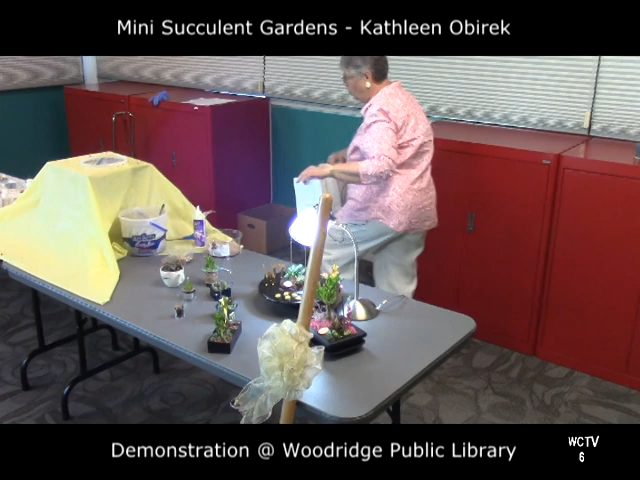 Mini Succulent Gardens - Kathleen Obirek
Demonstration @ Woodridge Public Library
WCTV
6